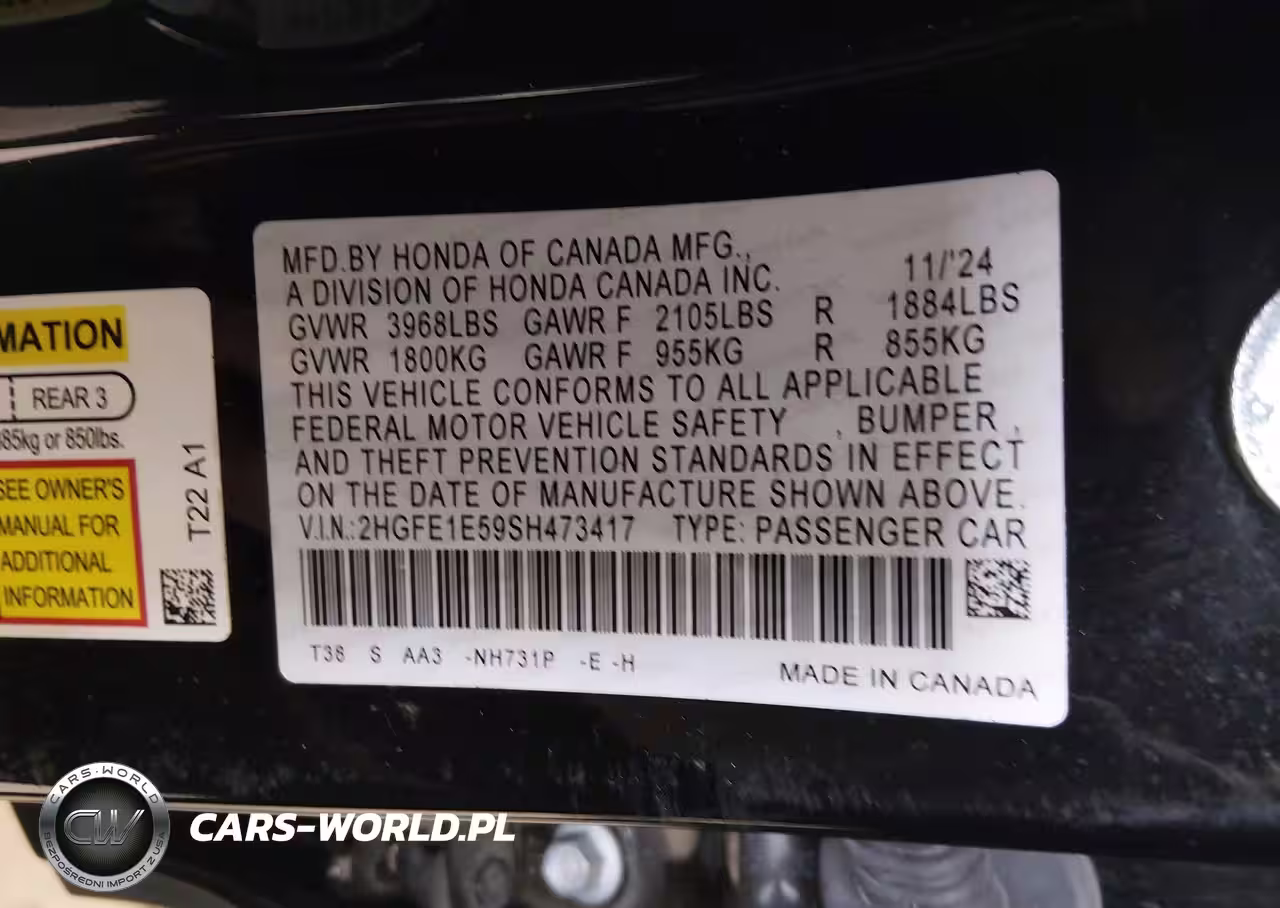 MFD.BY HONDA OF CANADA MFG.,
A DIVISION OF HONDA CANADA INC. 11/'24
GVWR 3968LBS GAWR F 2105LBS R 1884LBS
GVWR 1800KG GAWR F 955KG R 855KG
THIS VEHICLE CONFORMS TO ALL APPLICABLE
FEDERAL MOTOR VEHICLE SAFETY , BUMPER ,
AND THEFT PREVENTION STANDARDS IN EFFECT
ON THE DATE OF MANUFACTURE SHOWN ABOVE.
V.I.N.:2HGFE1E59SH473417 TYPE: PASSENGER CAR
T38 S AA3 -NH731P -E -H
MADE IN CANADA
MATION
REAR 3
85kg or 850lbs.
SEE OWNER'S
MANUAL FOR
ADDITIONAL
INFORMATION
T22 A1
CARS-WORLD
CW
BEZPOŚREDNI IMPORT Z USA
CARS-WORLD.PL